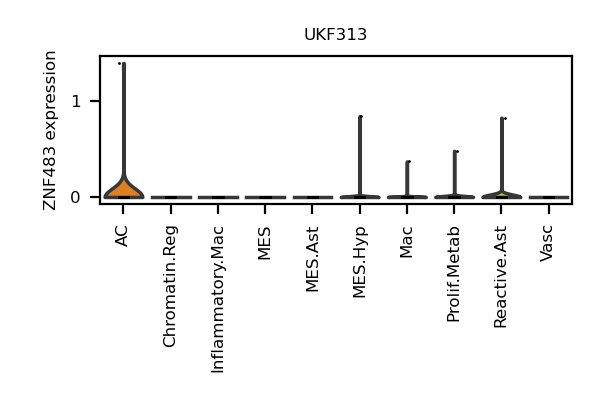 UKF313
ZNF483 expression
1
0
AC
Chromatin.Reg
Inflammatory.Mac
MES
MES.Ast
MES.Hyp
Mac
Prolif.Metab
Reactive.Ast
Vasc